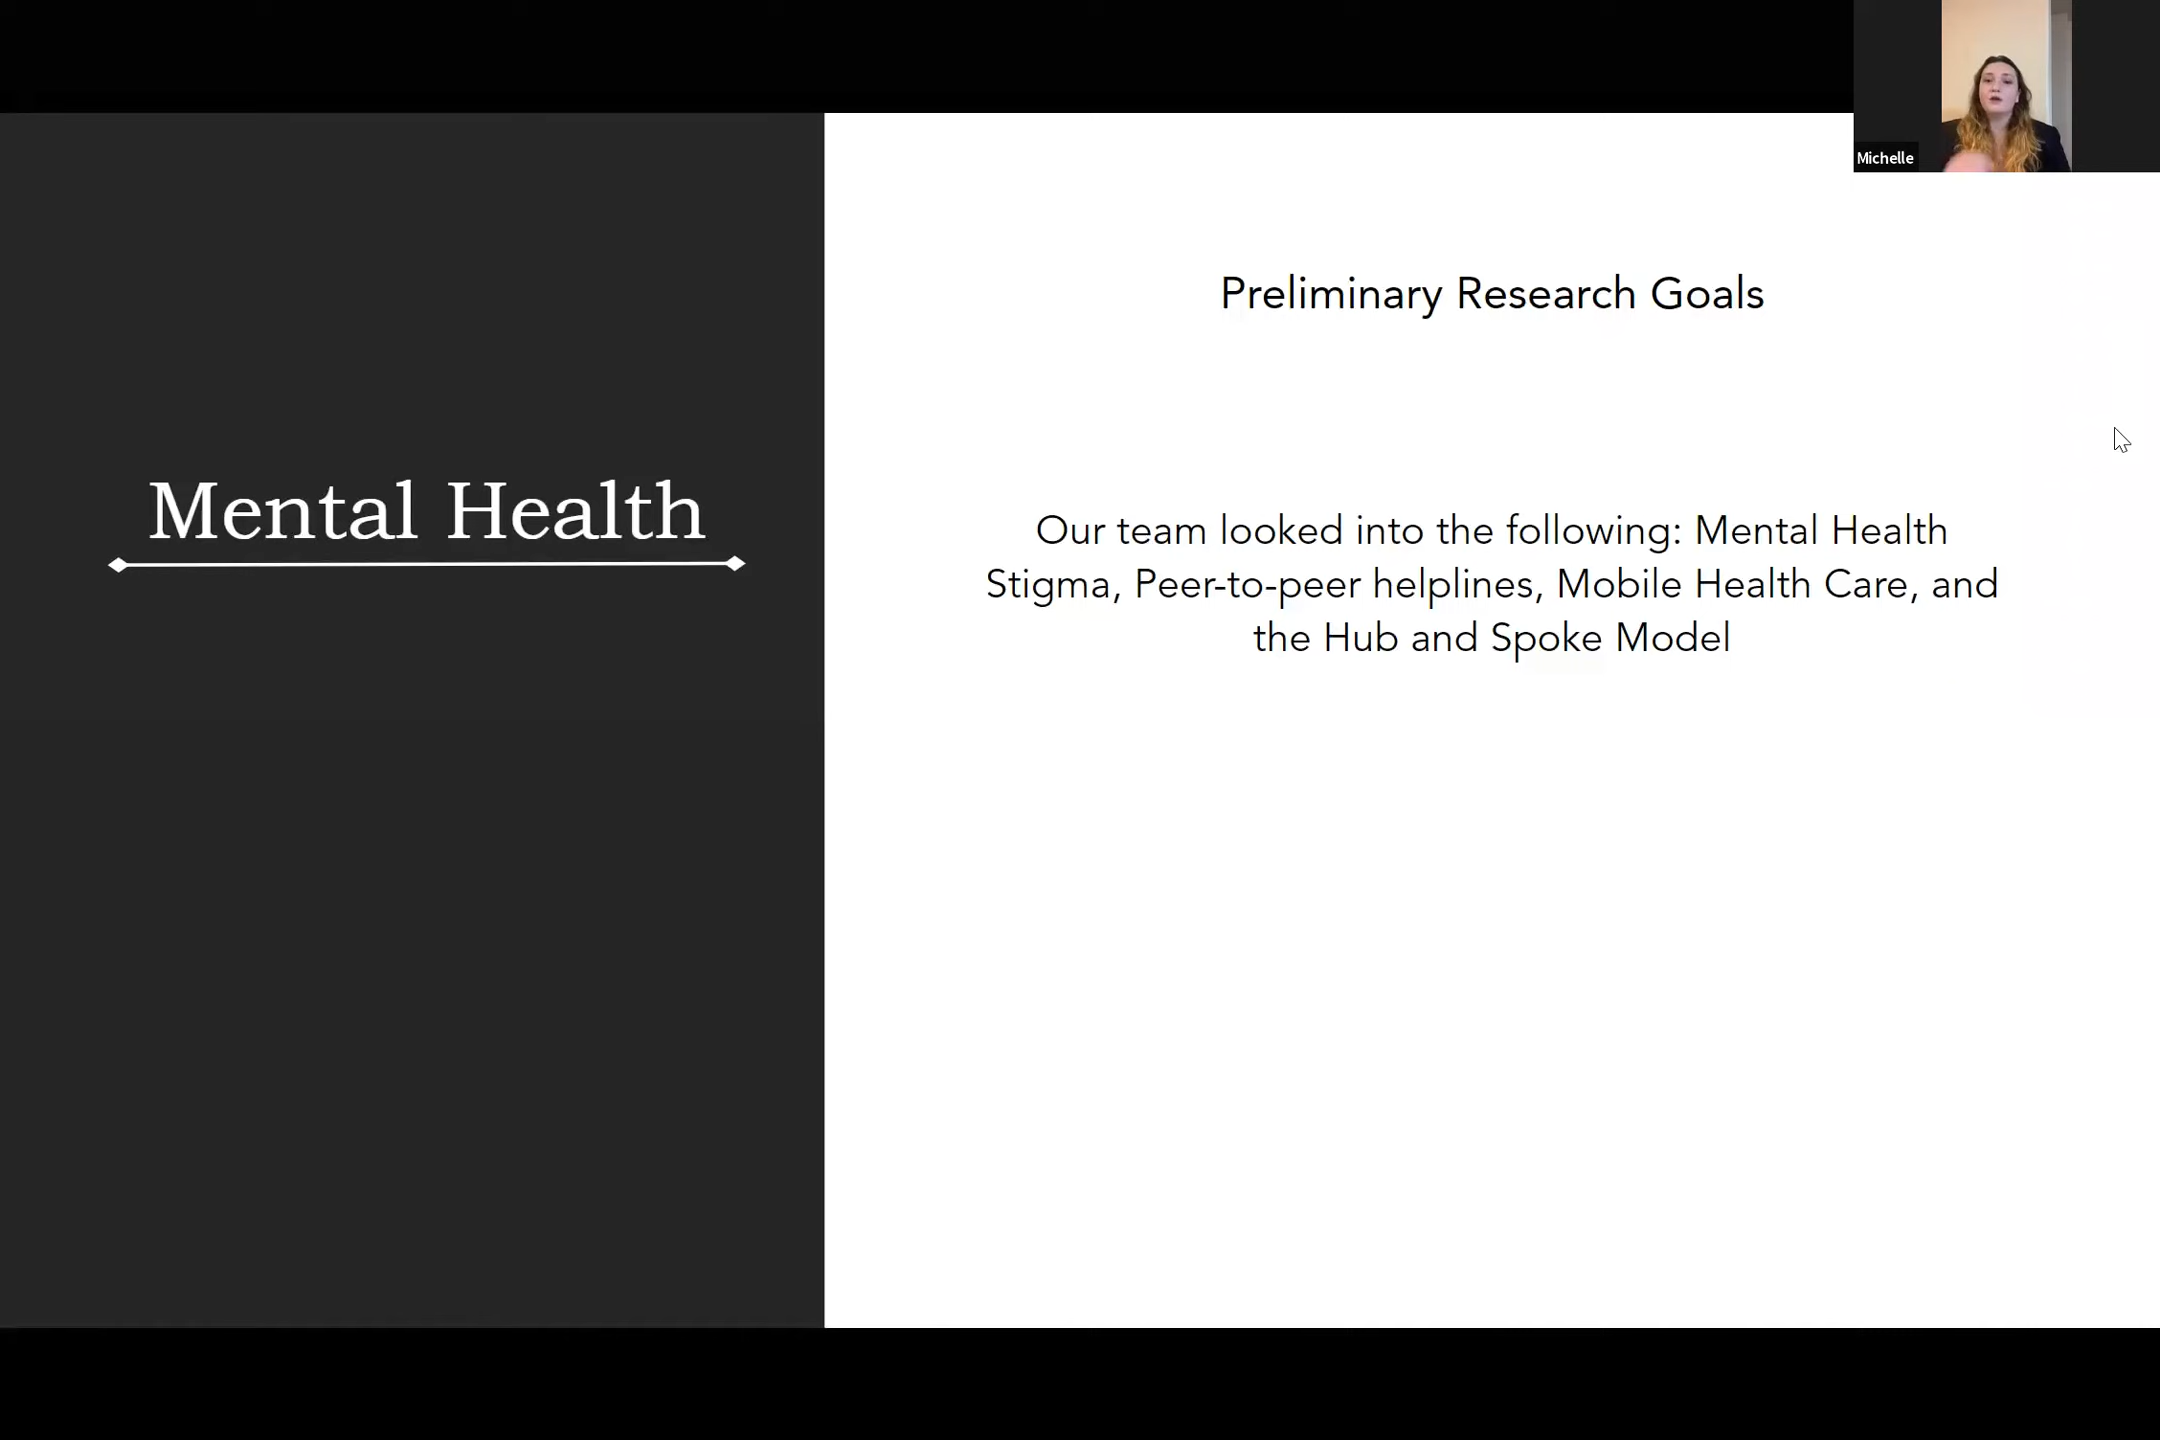 Michelle
Mental Health
Preliminary Research Goals
Our team looked into the following: Mental Health
Stigma, Peer-to-peer helplines, Mobile Health Care, and
the Hub and Spoke Model